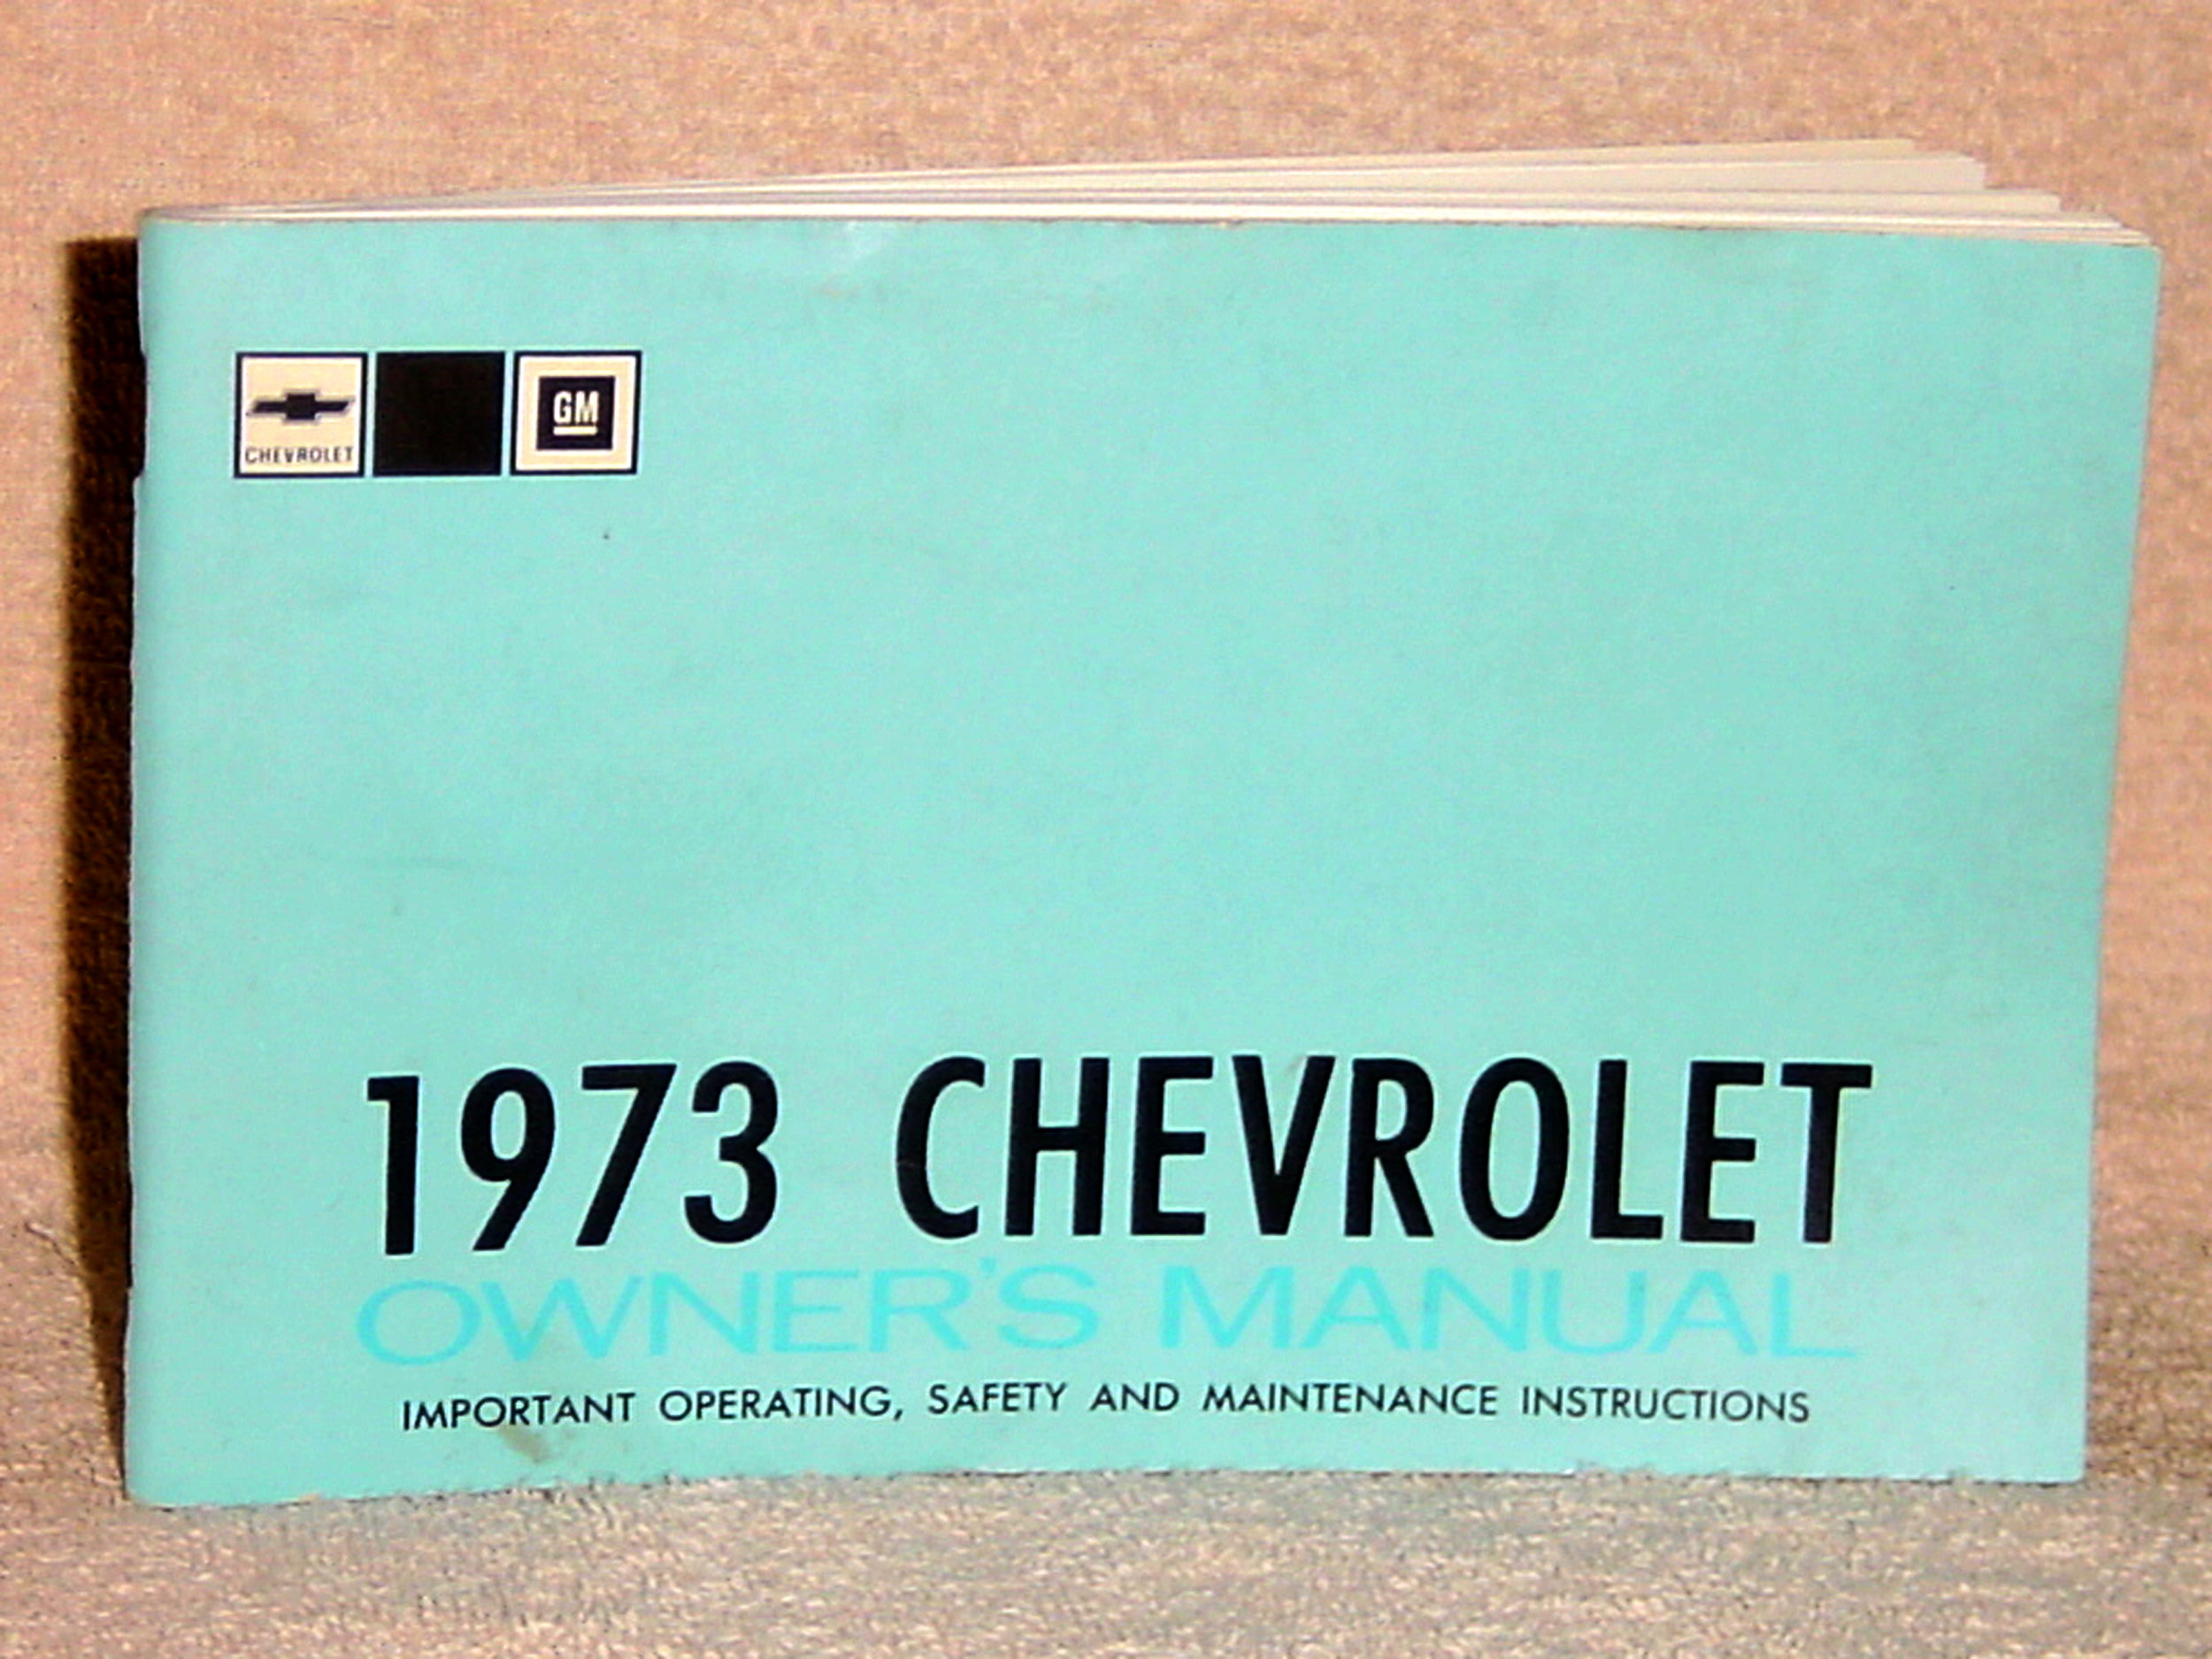 CHEVROLET
GM
1973 CHEVROLET
OWNER'S MANUAL
IMPORTANT OPERATING, SAFETY AND MAINTENANCE INSTRUCTIONS